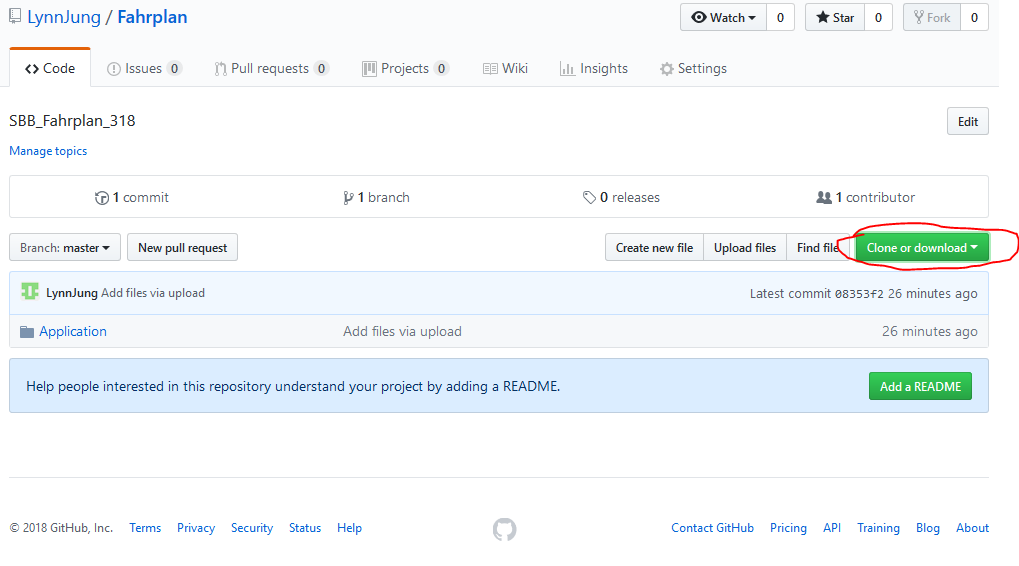 LynnJung / Fahrplan
Watch 0 Star 0 Fork 0
Code Issues 0 Pull requests 0 Projects 0 Wiki Insights Settings
SBB_Fahrplan_318 Edit
Manage topics
1 commit 1 branch 0 releases 1 contributor
Branch: master New pull request Create new file Upload files Find file Clone or download
LynnJung Add files via upload Latest commit 08353f2 26 minutes ago
Application Add files via upload 26 minutes ago
Help people interested in this repository understand your project by adding a README. Add a README
© 2018 GitHub, Inc. Terms Privacy Security Status Help Contact GitHub Pricing API Training Blog About